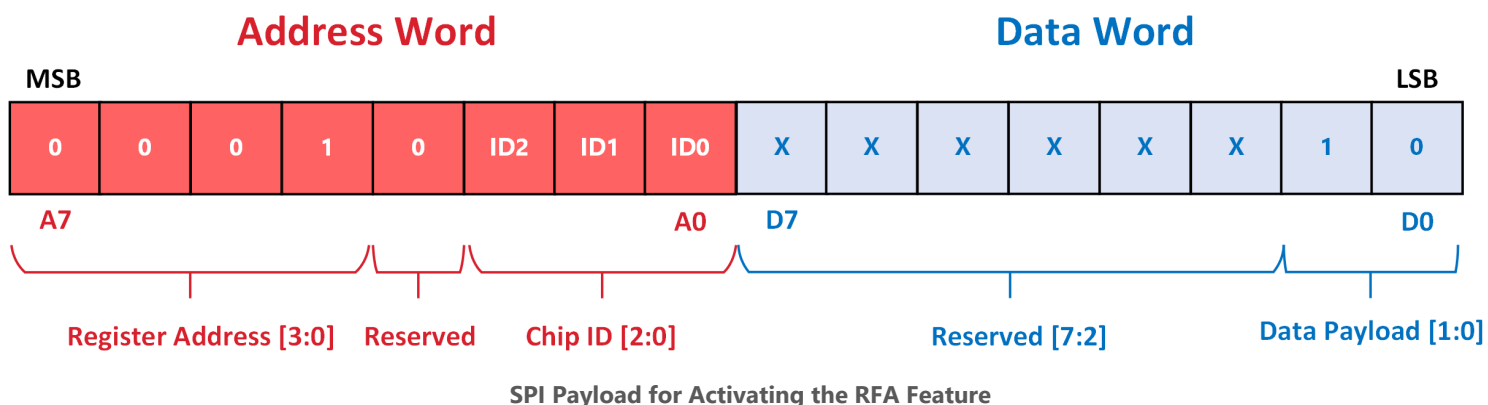 Address Word Data Word
MSB LSB
0 0 0 1 0 ID2 ID1 ID0 X X X X X X 1 0
A7 A0 D7 D0
Register Address [3:0] Reserved Chip ID [2:0] Reserved [7:2] Data Payload [1:0]
SPI Payload for Activating the RFA Feature